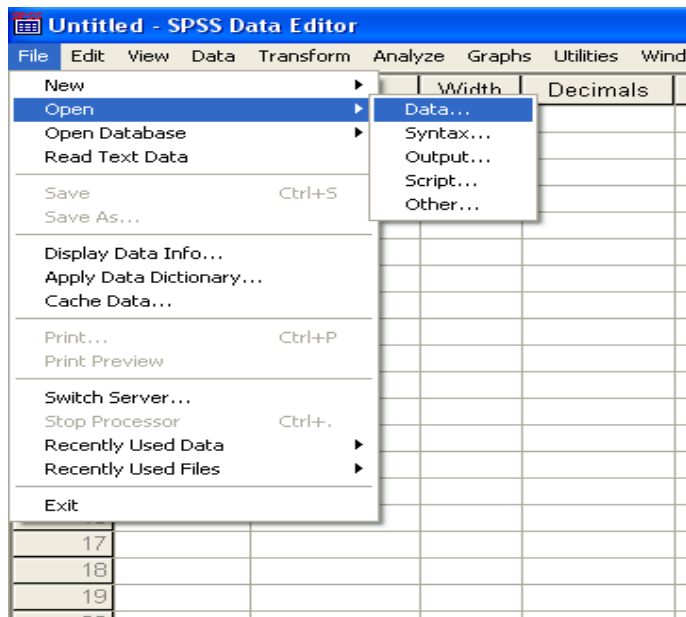 Untitled - SPSS Data Editor
File Edit View Data Transform Analyze Graphs Utilities Wind
New
Width Decimals
Open
Data...
Open Database
Syntax...
Read Text Data
Output...
Script...
Save Ctrl+S
Other...
Save As...
Display Data Info...
Apply Data Dictionary...
Cache Data...
Print... Ctrl+P
Print Preview
Switch Server...
Stop Processor Ctrl+.
Recently Used Data
Recently Used Files
Exit
17
18
19